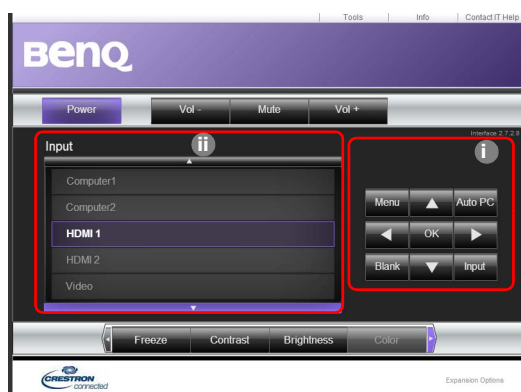 Tools Info Contact IT Help
BenQ
Power Vol - Mute Vol +
Interface 2.7.2.8
Input
ii
i
Computer1
Computer2
HDMI 1
HDMI 2
Video
Menu Auto PC
OK
Blank Input
Freeze Contrast Brightness Color
CRESTRON
connected
Expansion Options